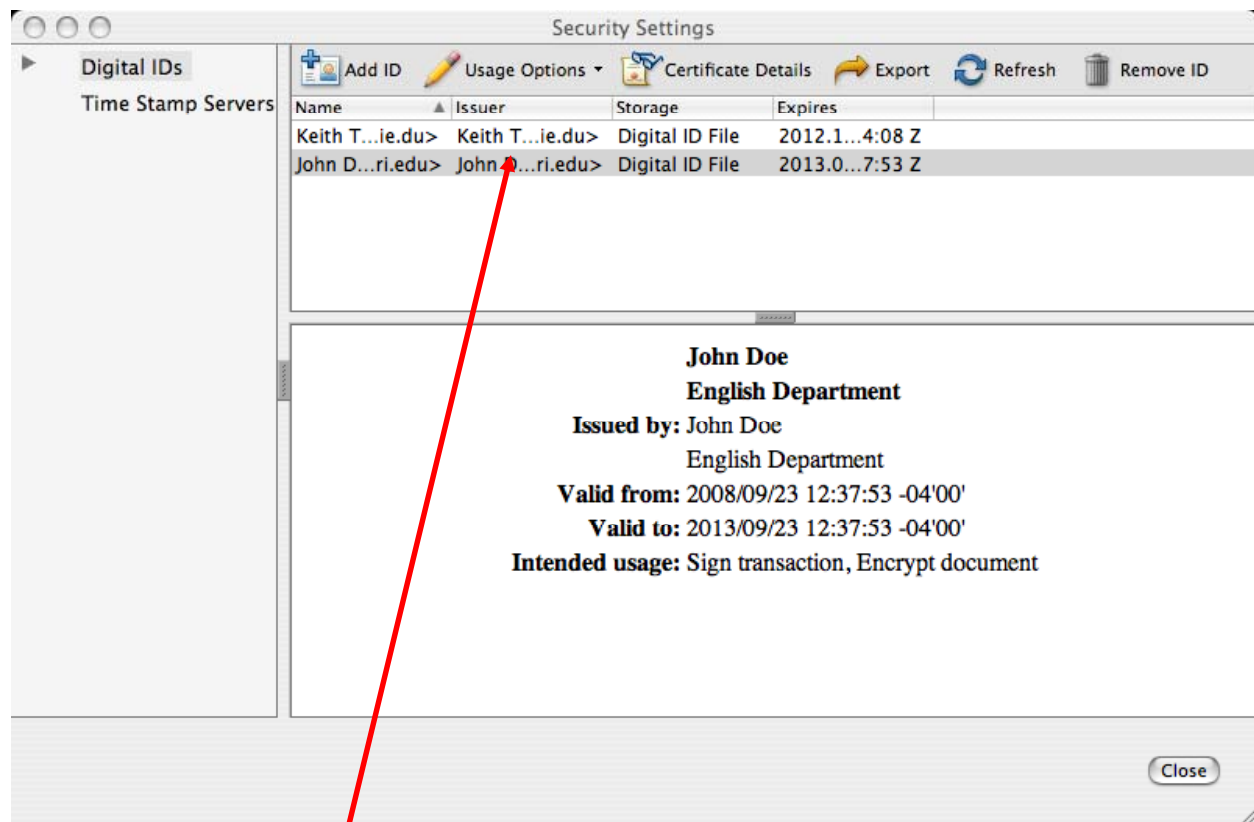 Security Settings
Digital IDs
Time Stamp Servers
Add ID Usage Options Certificate Details Export Refresh Remove ID
Name Issuer Storage Expires
Keith T...ie.du> Keith T...ie.du> Digital ID File 2012.1...4:08 Z
John D...ri.edu> John D...ri.edu> Digital ID File 2013.0...7:53 Z
John Doe
English Department
Issued by: John Doe
English Department
Valid from: 2008/09/23 12:37:53 -04'00'
Valid to: 2013/09/23 12:37:53 -04'00'
Intended usage: Sign transaction, Encrypt document
Close